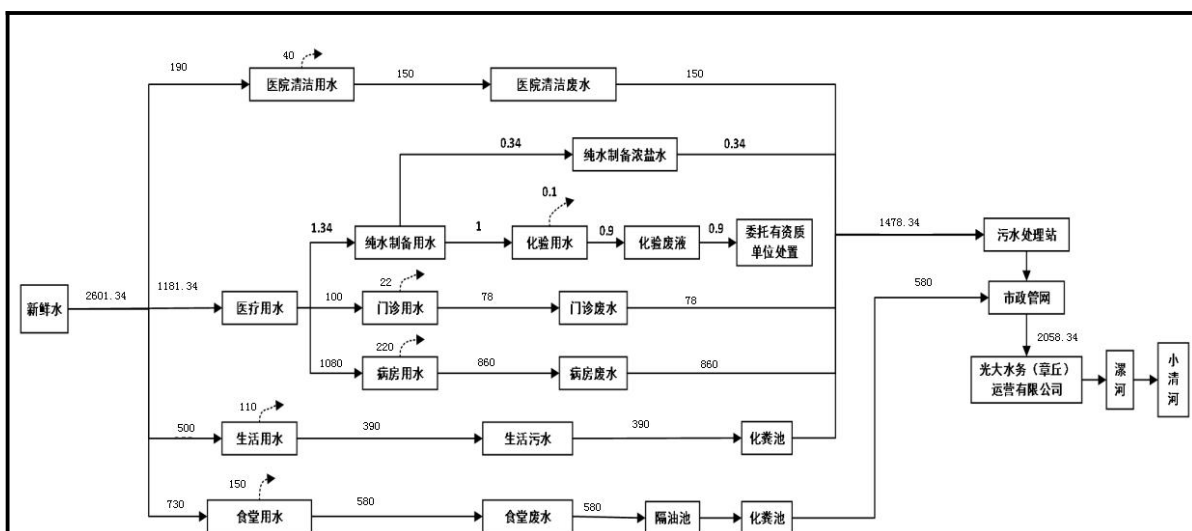 40
190
医院清洁用水
150
医院清洁废水
150
0.34
纯水制备浓盐水
0.34
0.1
1.34
纯水制备用水
1
化验用水
0.9
化验废液
0.9
委托有资质
单位处置
1478.34
污水处理站
新鲜水
2601.34
1181.34
医疗用水
100
22
门诊用水
78
门诊废水
78
580
市政管网
220
1080
病房用水
860
病房废水
860
2058.34
光大水务（章丘）
运营有限公司
漯河
小清河
110
500
生活用水
390
生活污水
390
化粪池
150
730
食堂用水
580
食堂废水
580
隔油池
化粪池